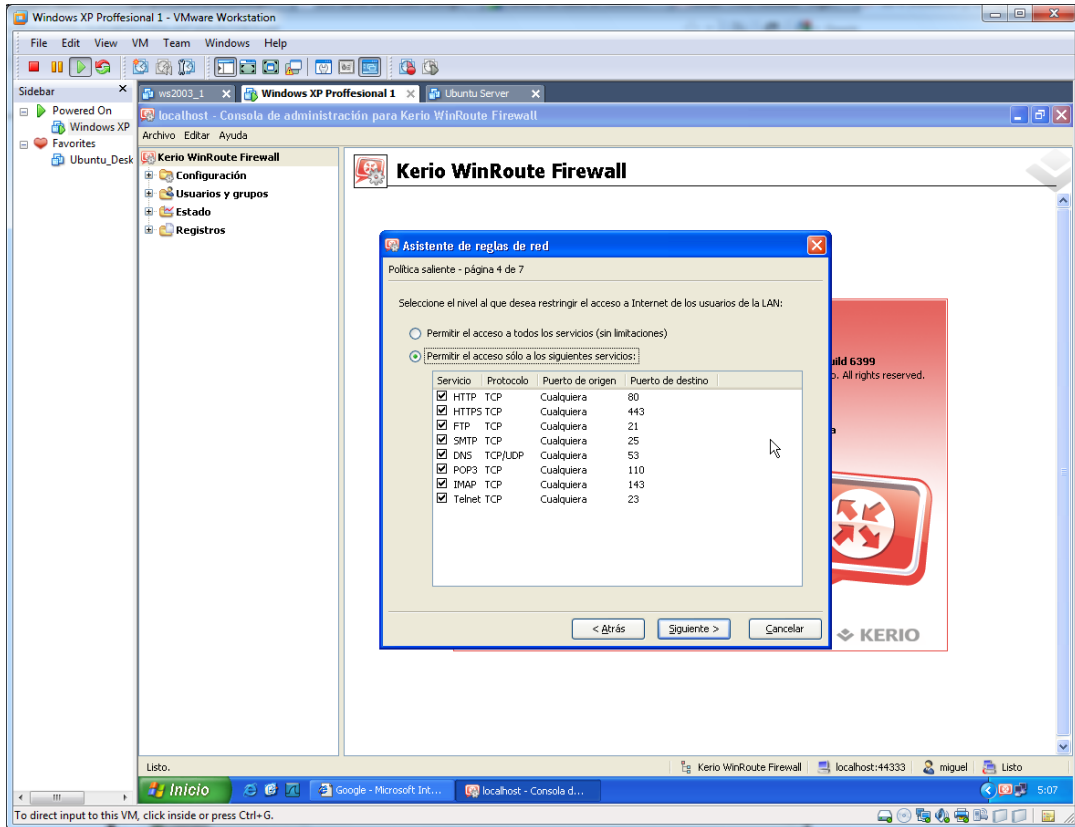 Windows XP Proffesional 1 - VMware Workstation
File Edit View VM Team Windows Help
Sidebar ×
ws2003_1 × Windows XP Proffesional 1 × Ubuntu Server ×
Powered On
Windows XP
Favorites
Ubuntu_Desk
localhost - Consola de administración para Kerio WinRoute Firewall
Archivo Editar Ayuda
Kerio WinRoute Firewall
Configuración
Usuarios y grupos
Estado
Registros
Kerio WinRoute Firewall
Asistente de reglas de red
Política saliente - página 4 de 7
Seleccione el nivel al que desea restringir el acceso a Internet de los usuarios de la LAN:
Permitir el acceso a todos los servicios (sin limitaciones)
Permitir el acceso sólo a los siguientes servicios:
Servicio Protocolo Puerto de origen Puerto de destino
HTTP TCP Cualquiera 80
HTTPS TCP Cualquiera 443
FTP TCP Cualquiera 21
SMTP TCP Cualquiera 25
DNS TCP/UDP Cualquiera 53
POP3 TCP Cualquiera 110
IMAP TCP Cualquiera 143
Telnet TCP Cualquiera 23
< Atrás Siguiente > Cancelar
6399
All rights reserved.
KERIO
Listo. Kerio WinRoute Firewall localhost:44333 miguel Listo
Inicio Google - Microsoft Int... localhost - Consola d... 5:07
To direct input to this VM, click inside or press Ctrl+G.